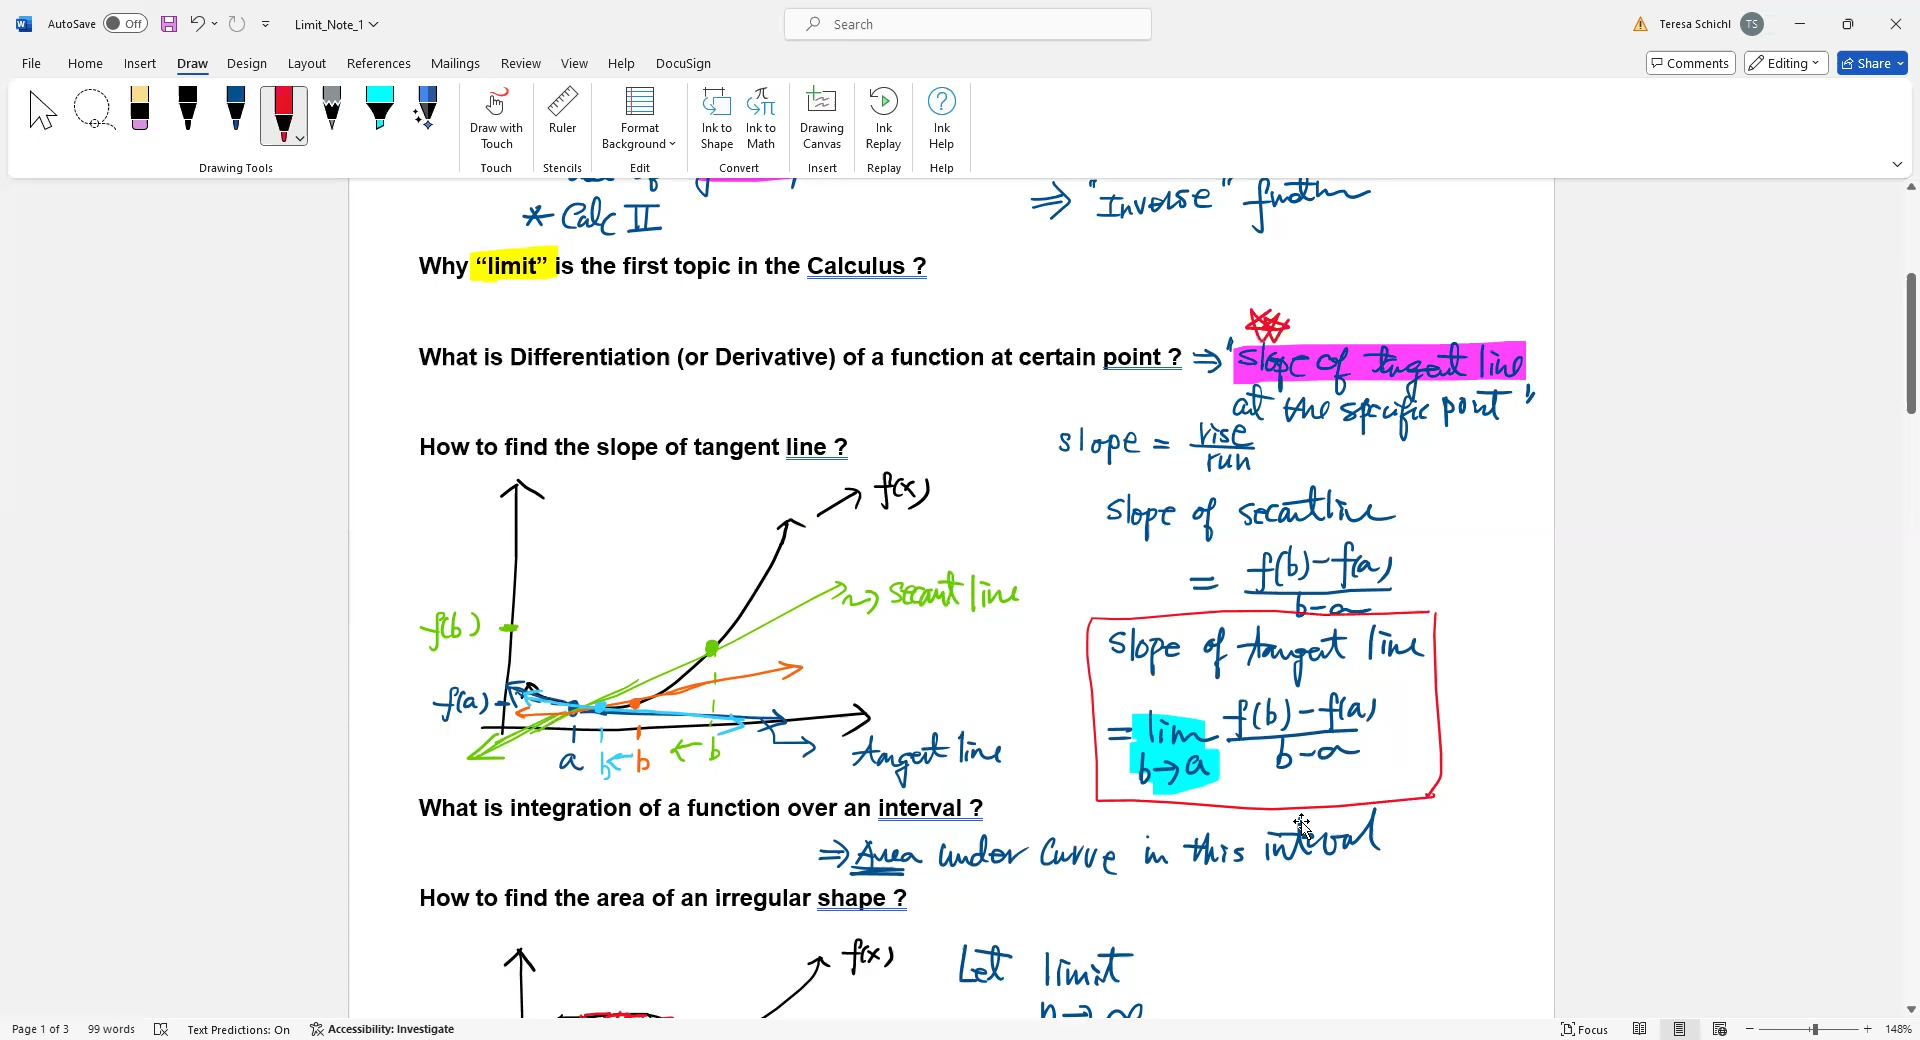 AutoSave Off Limit_Note_1 Search Teresa Schichl TS
File Home Insert Draw Design Layout References Mailings Review View Help DocuSign Comments Editing Share
Draw with Touch Ruler Format Background Ink to Shape Ink to Math Drawing Canvas Ink Replay Ink Help
Drawing Tools Touch Stencils Edit Convert Insert Replay Help
* Calc II ⇒ "Inverse" function
Why “limit” is the first topic in the Calculus ?
What is Differentiation (or Derivative) of a function at certain point ? ⇒ "slope of tangent line
at the specific point"
How to find the slope of tangent line ?
slope = rise/run
f(x)
slope of secant line
= f(b)-f(a)/b-a
secant line
f(b)
slope of tangent line
f(a)
= lim b→a f(b)-f(a)/b-a
a b ← b ← b
Tangent line
What is integration of a function over an interval ?
⇒ Area under curve in this interval
How to find the area of an irregular shape ?
f(x)
Let limit
n→∞
Page 1 of 3 99 words Text Predictions: On Accessibility: Investigate Focus 148%